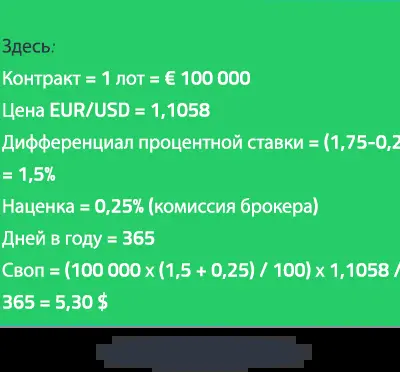 Здесь:
Контракт = 1 лот = € 100 000
Цена EUR/USD = 1,1058
Дифференциал процентной ставки = (1,75-0,2
= 1,5%
Наценка = 0,25% (комиссия брокера)
Дней в году = 365
Своп = (100 000 x (1,5 + 0,25) / 100) x 1,1058 /
365 = 5,30 $